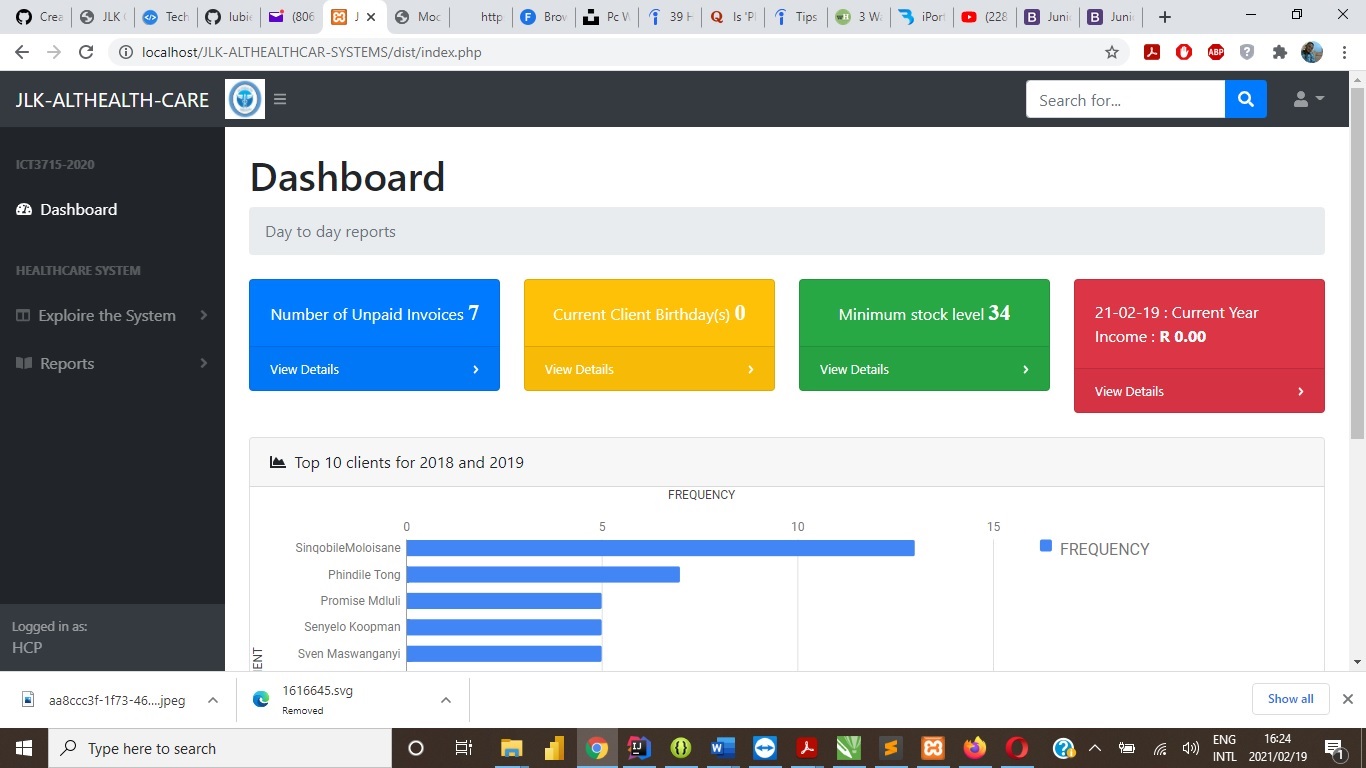 Crea
JLK (
Tech
lubie
(806
J
Moc
http
Brov
Pc W
39 H
Is 'P
Tips
3 Wa
iPort
(228
Juni
Juni
localhost/JLK-ALTHEALTHCAR-SYSTEMS/dist/index.php
ABP
JLK-ALTHEALTH-CARE
Search for...
ICT3715-2020
Dashboard
HEALTHCARE SYSTEM
Exploire the System
Reports
Logged in as:
HCP
Dashboard
Day to day reports
Number of Unpaid Invoices 7
View Details
Current Client Birthday(s) 0
View Details
Minimum stock level 34
View Details
21-02-19 : Current Year
Income : R 0.00
View Details
Top 10 clients for 2018 and 2019
FREQUENCY
0 5 10 15
SinqobileMoloisane
Phindile Tong
Promise Mdluli
Senyelo Koopman
Sven Maswanganyi
FREQUENCY
aa8ccc3f-1f73-46....jpeg
1616645.svg
Removed
Show all
Type here to search
ENG
INTL
16:24
2021/02/19
1